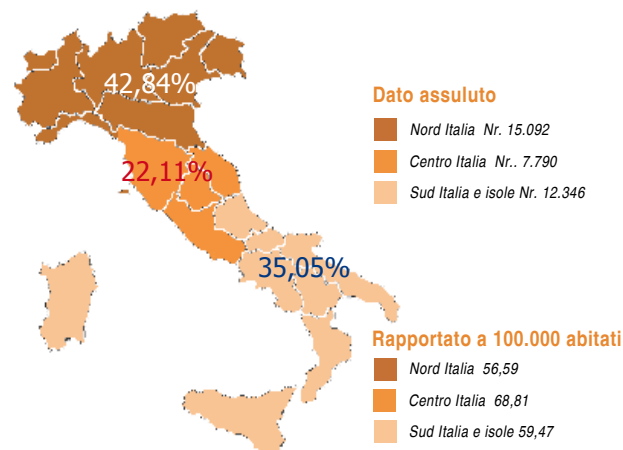 42,84%
22,11%
35,05%
Dato assuluto
Nord Italia Nr. 15.092
Centro Italia Nr.. 7.790
Sud Italia e isole Nr. 12.346
Rapportato a 100.000 abitati
Nord Italia 56,59
Centro Italia 68,81
Sud Italia e isole 59,47